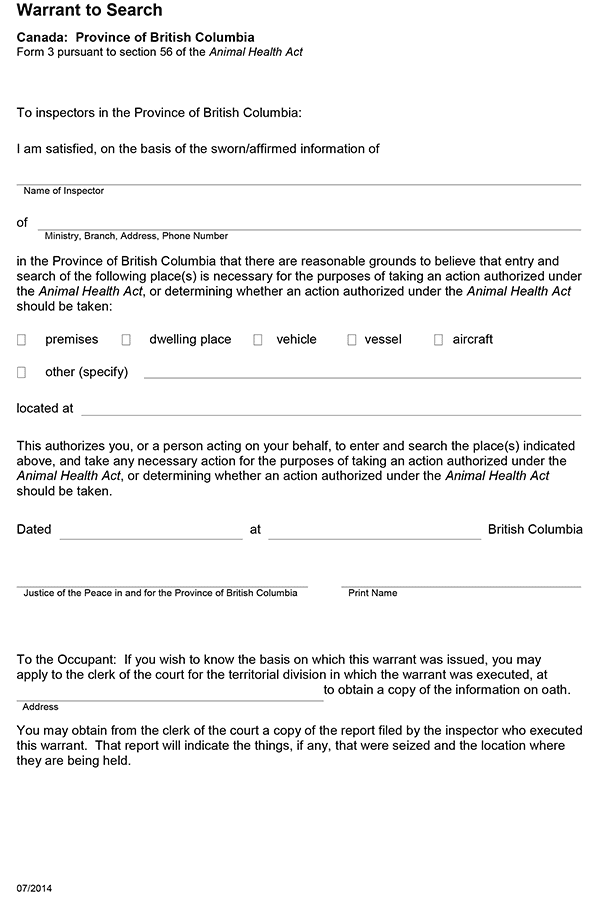 Warrant to Search
Canada:  Province of British Columbia
Form 3 pursuant to section 56 of the Animal Health Act
To inspectors in the Province of British Columbia:
I am satisfied, on the basis of the sworn/affirmed information of
Name of Inspector
of
Ministry, Branch, Address, Phone Number
in the Province of British Columbia that there are reasonable grounds to believe that entry and
search of the following place(s) is necessary for the purposes of taking an action authorized under
the Animal Health Act, or determining whether an action authorized under the Animal Health Act
should be taken:
premises dwelling place vehicle vessel aircraft
other (specify)
located at
This authorizes you, or a person acting on your behalf, to enter and search the place(s) indicated
above, and take any necessary action for the purposes of taking an action authorized under the
Animal Health Act, or determining whether an action authorized under the Animal Health Act
should be taken.
Dated at British Columbia
Justice of the Peace in and for the Province of British Columbia Print Name
To the Occupant:  If you wish to know the basis on which this warrant was issued, you may
apply to the clerk of the court for the territorial division in which the warrant was executed, at
to obtain a copy of the information on oath.
Address
You may obtain from the clerk of the court a copy of the report filed by the inspector who executed
this warrant.  That report will indicate the things, if any, that were seized and the location where
they are being held.
07/2014